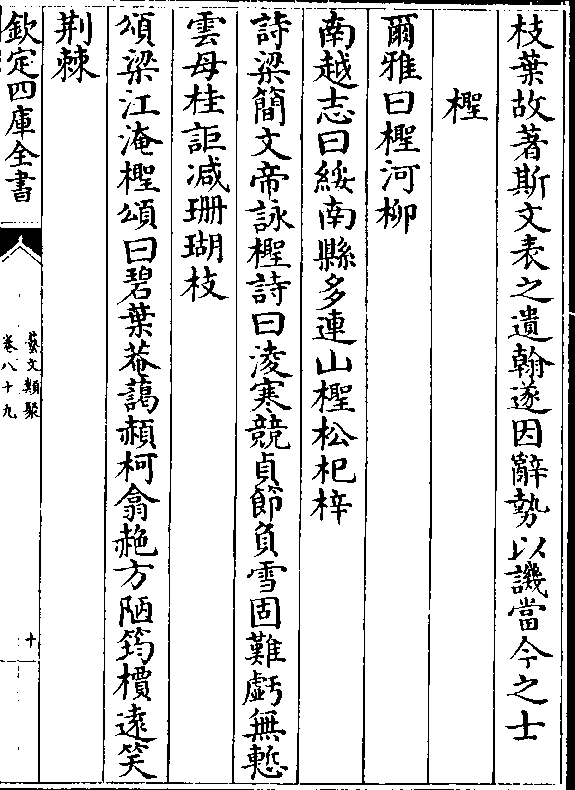 枝葉故著斯文表之遺翰遂因辭勢以譏當今之士
檉
爾雅曰檉河柳
南越志曰綏南縣多連山檉松杞梓
詩梁簡文帝詠檉詩曰淩寒競貞節負雪固難虧無慙
雲母桂詎減珊瑚枝
頌梁江淹檉頌曰碧葉菴藹赬柯翕赩方陋筠檟遠笑
荆棘
欽定四庫全書
藝文類聚
卷八十九
十